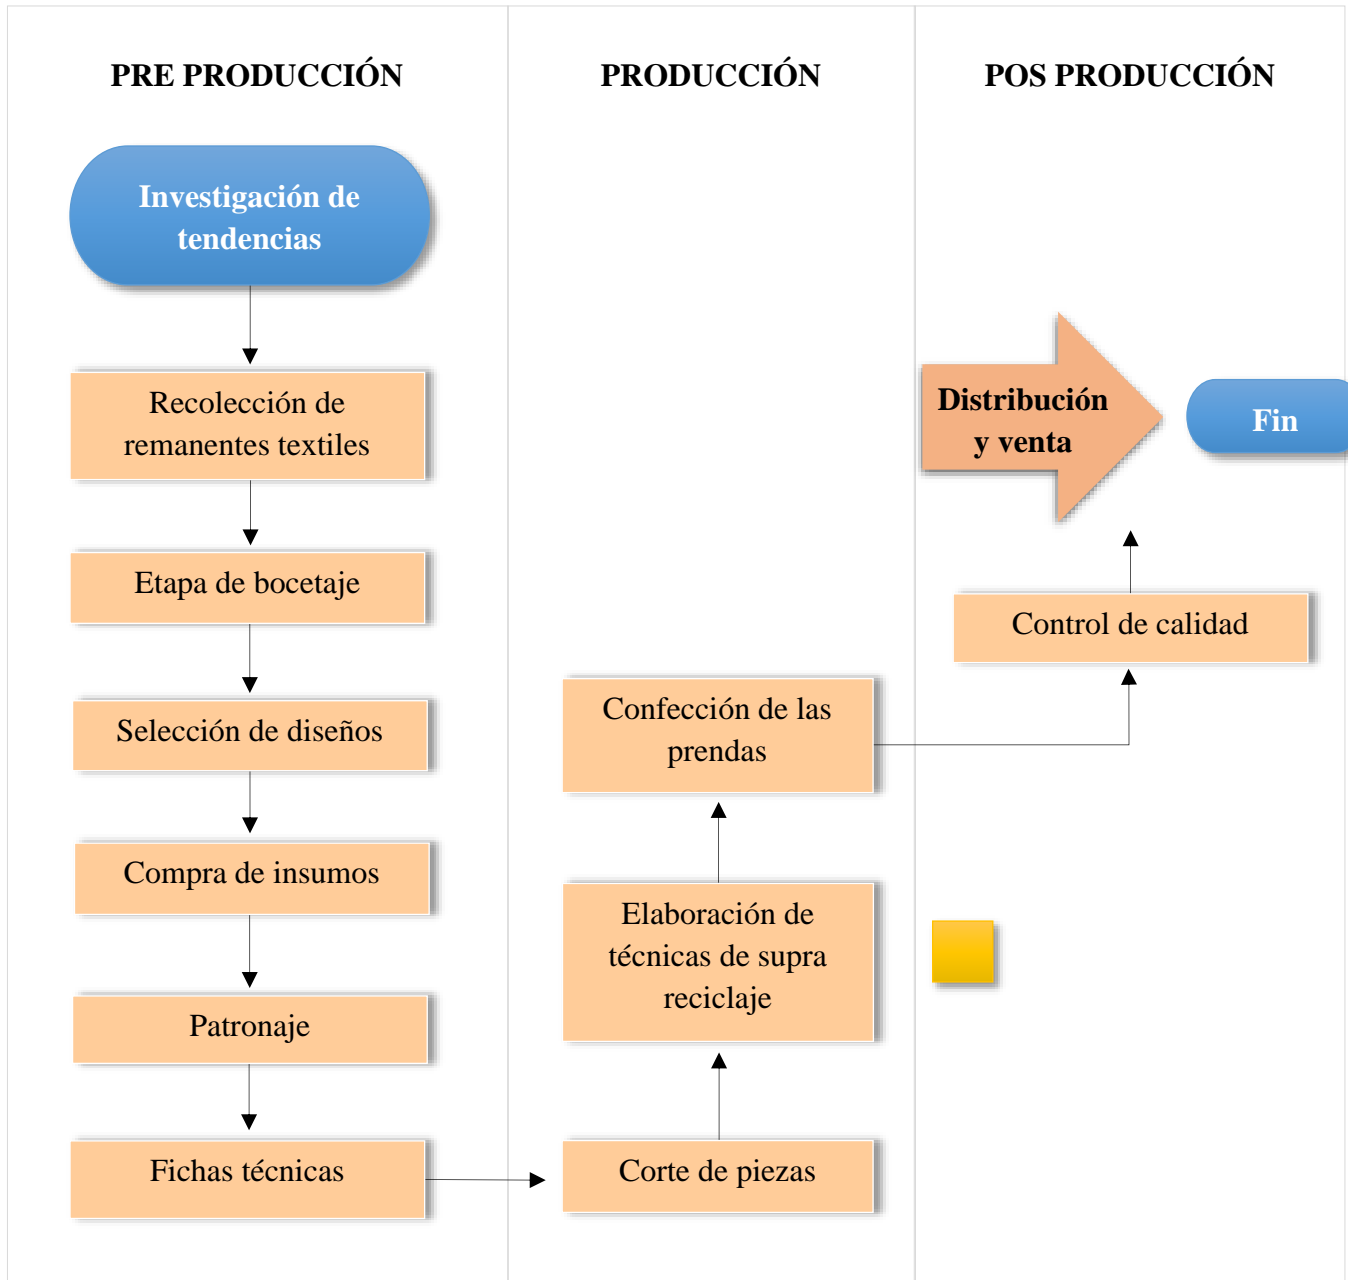 PRE PRODUCCIÓN
Investigación de
tendencias
Recolección de
remanentes textiles
Etapa de bocetaje
Selección de diseños
Compra de insumos
Patronaje
Fichas técnicas
PRODUCCIÓN
Confección de las
prendas
Elaboración de
técnicas de supra
reciclaje
Corte de piezas
POS PRODUCCIÓN
Distribución
y venta
Fin
Control de calidad